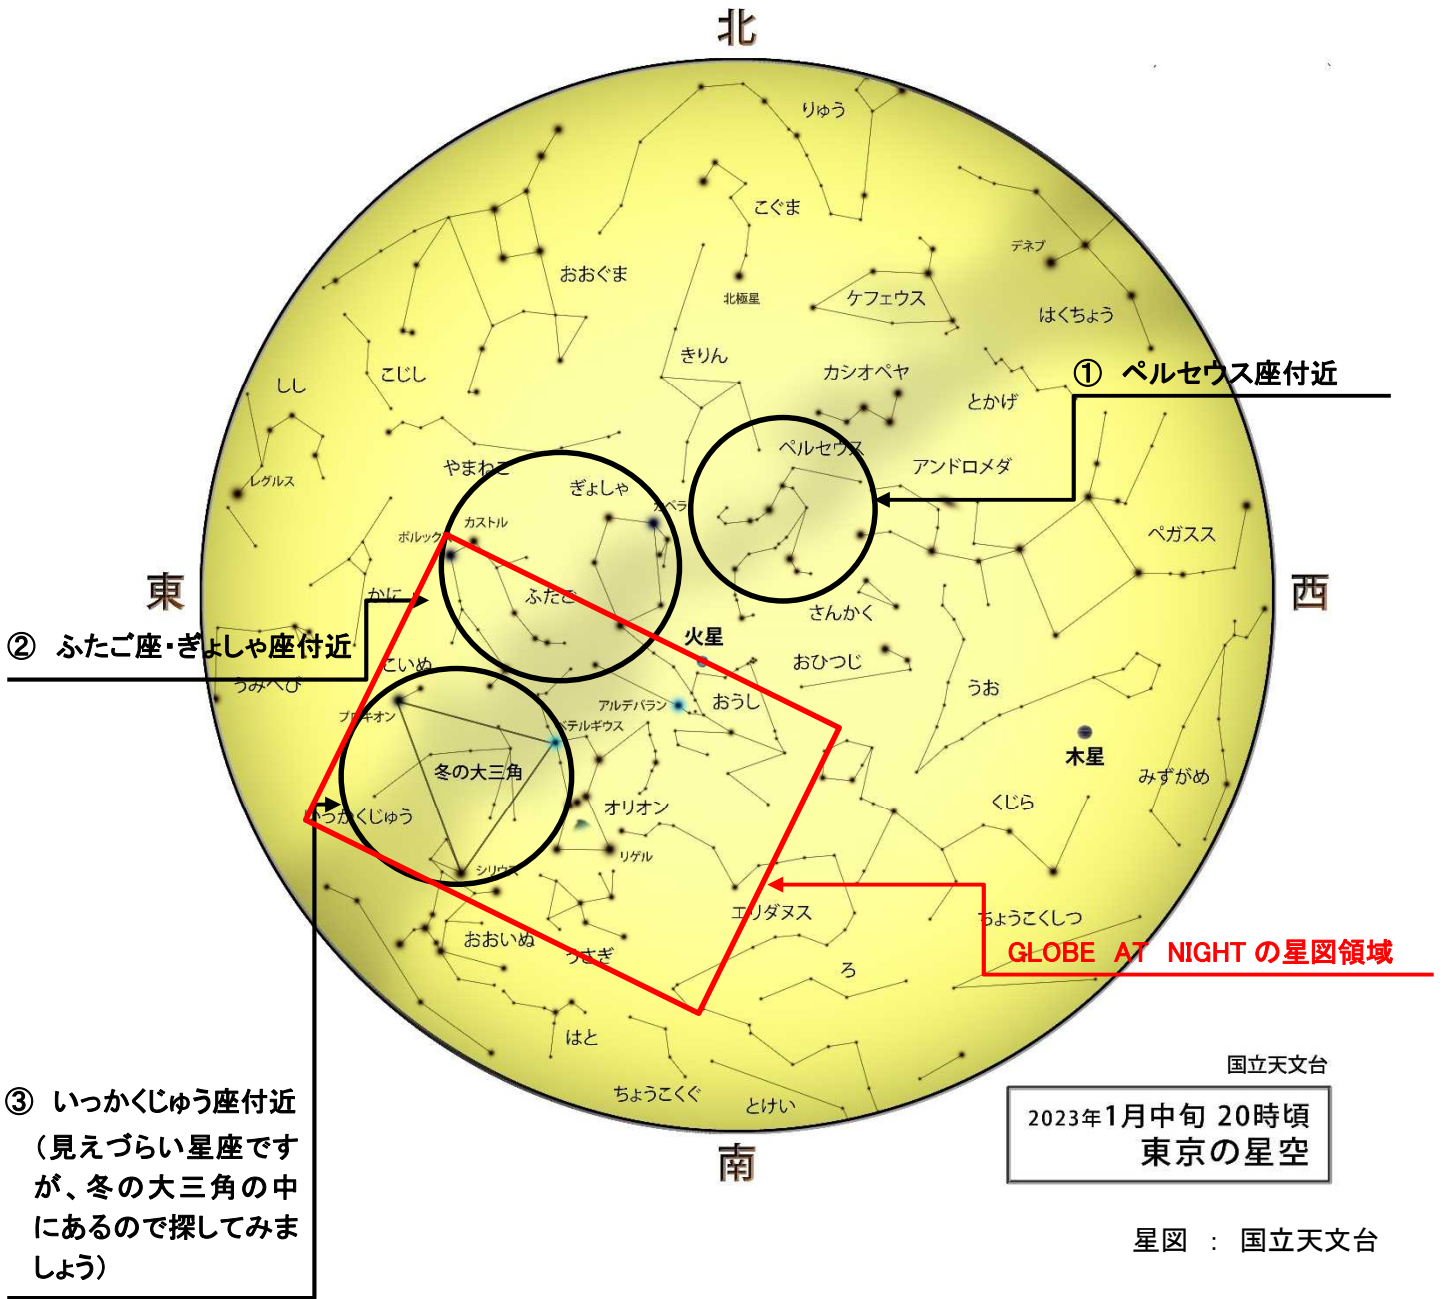 北
りゅう
こぐま
デネブ
おおぐま
北極星
ケフェウス
はくちょう
きりん
カシオペヤ
① ペルセウス座付近
こじし
しし
とかげ
ペルセウス
アンドロメダ
やまねこ
ぎょしゃ
レグルス
カペラ
カストル
ポルックス
ペガスス
東
かに
ふたご
西
さんかく
② ふたご座・ぎょしゃ座付近
火星
おひつじ
こいぬ
うみへび
うお
アルデバラン
おうし
プロキオン
ベテルギウス
木星
冬の大三角
みずがめ
いっかくじゅう
オリオン
くじら
リゲル
シリウス
エリダヌス
ちょうこくしつ
おおいぬ
うさぎ
GLOBE AT NIGHT の星図領域
ろ
はと
国立天文台
ちょうこくぐ
とけい
③ いっかくじゅう座付近
（見えづらい星座です
が、冬の大三角の中
にあるので探してみま
しょう）
2023年1月中旬 20時頃
東京の星空
南
星図 ： 国立天文台